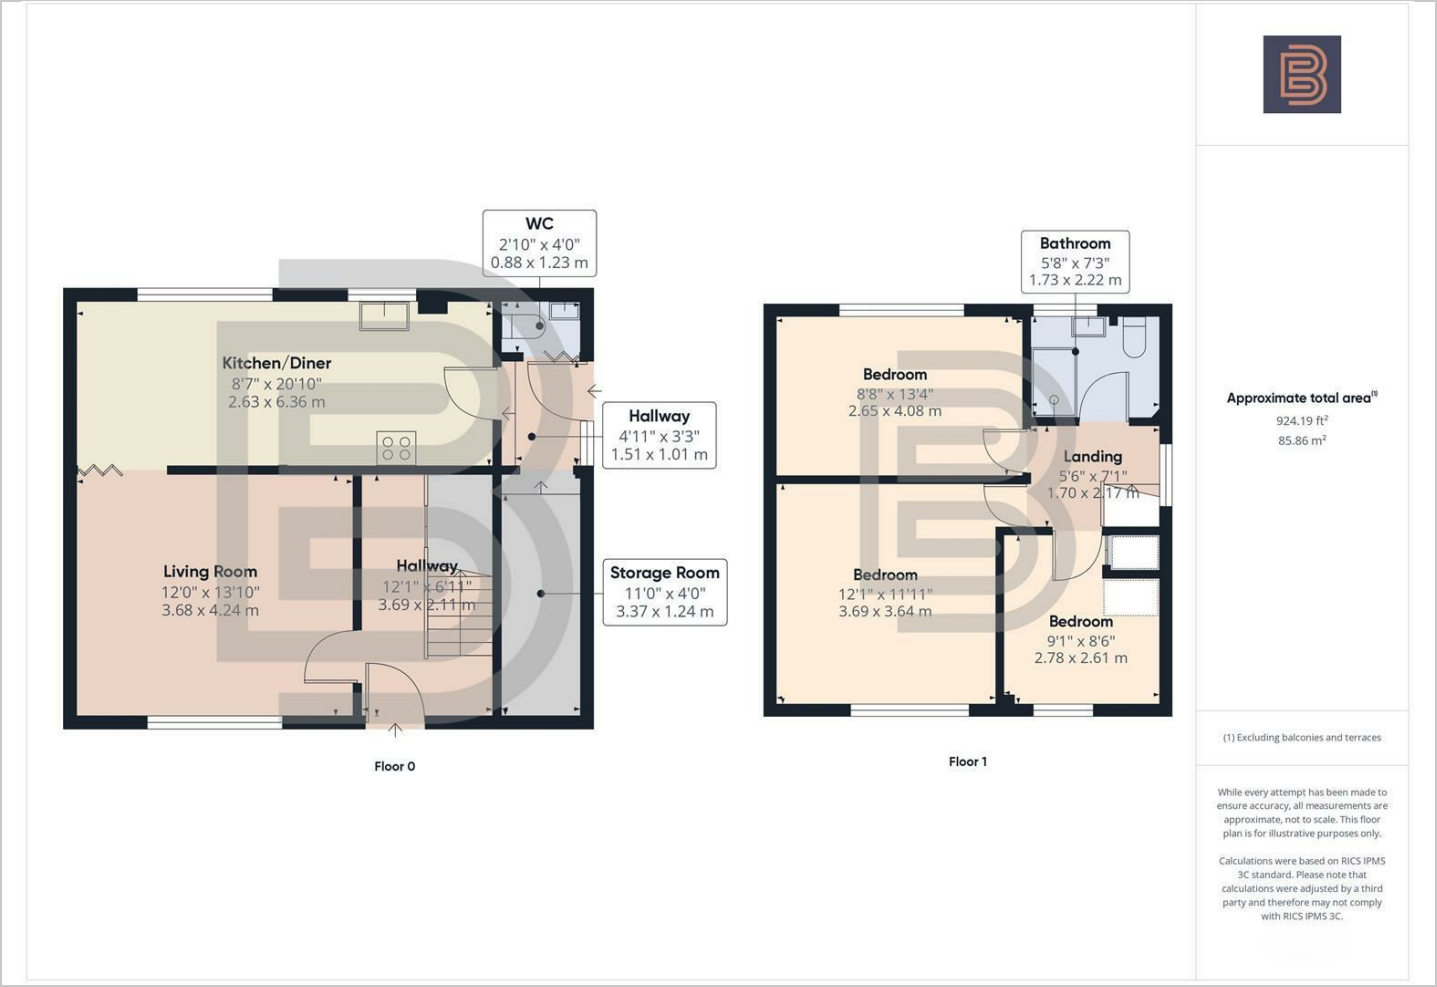 WC
2'10" x 4'0"
0.88 x 1.23 m
Kitchen/Diner
8'7" x 20'10"
2.63 x 6.36 m
Hallway
4'11" x 3'3"
1.51 x 1.01 m
Living Room
12'0" x 13'10"
3.68 x 4.24 m
Hallway
12'1" x 6'11"
3.69 x 2.11 m
Storage Room
11'0" x 4'0"
3.37 x 1.24 m
Floor 0
Bathroom
5'8" x 7'3"
1.73 x 2.22 m
Bedroom
8'8" x 13'4"
2.65 x 4.08 m
Landing
5'6" x 7'1"
1.70 x 2.17 m
Bedroom
12'1" x 11'11"
3.69 x 3.64 m
Bedroom
9'1" x 8'6"
2.78 x 2.61 m
Floor 1
B
Approximate total area(1)
924.19 ft²
85.86 m²
(1) Excluding balconies and terraces
While every attempt has been made to
ensure accuracy, all measurements are
approximate, not to scale. This floor
plan is for illustrative purposes only.
Calculations were based on RICS IPMS
3C standard. Please note that
calculations were adjusted by a third
party and therefore may not comply
with RICS IPMS 3C.